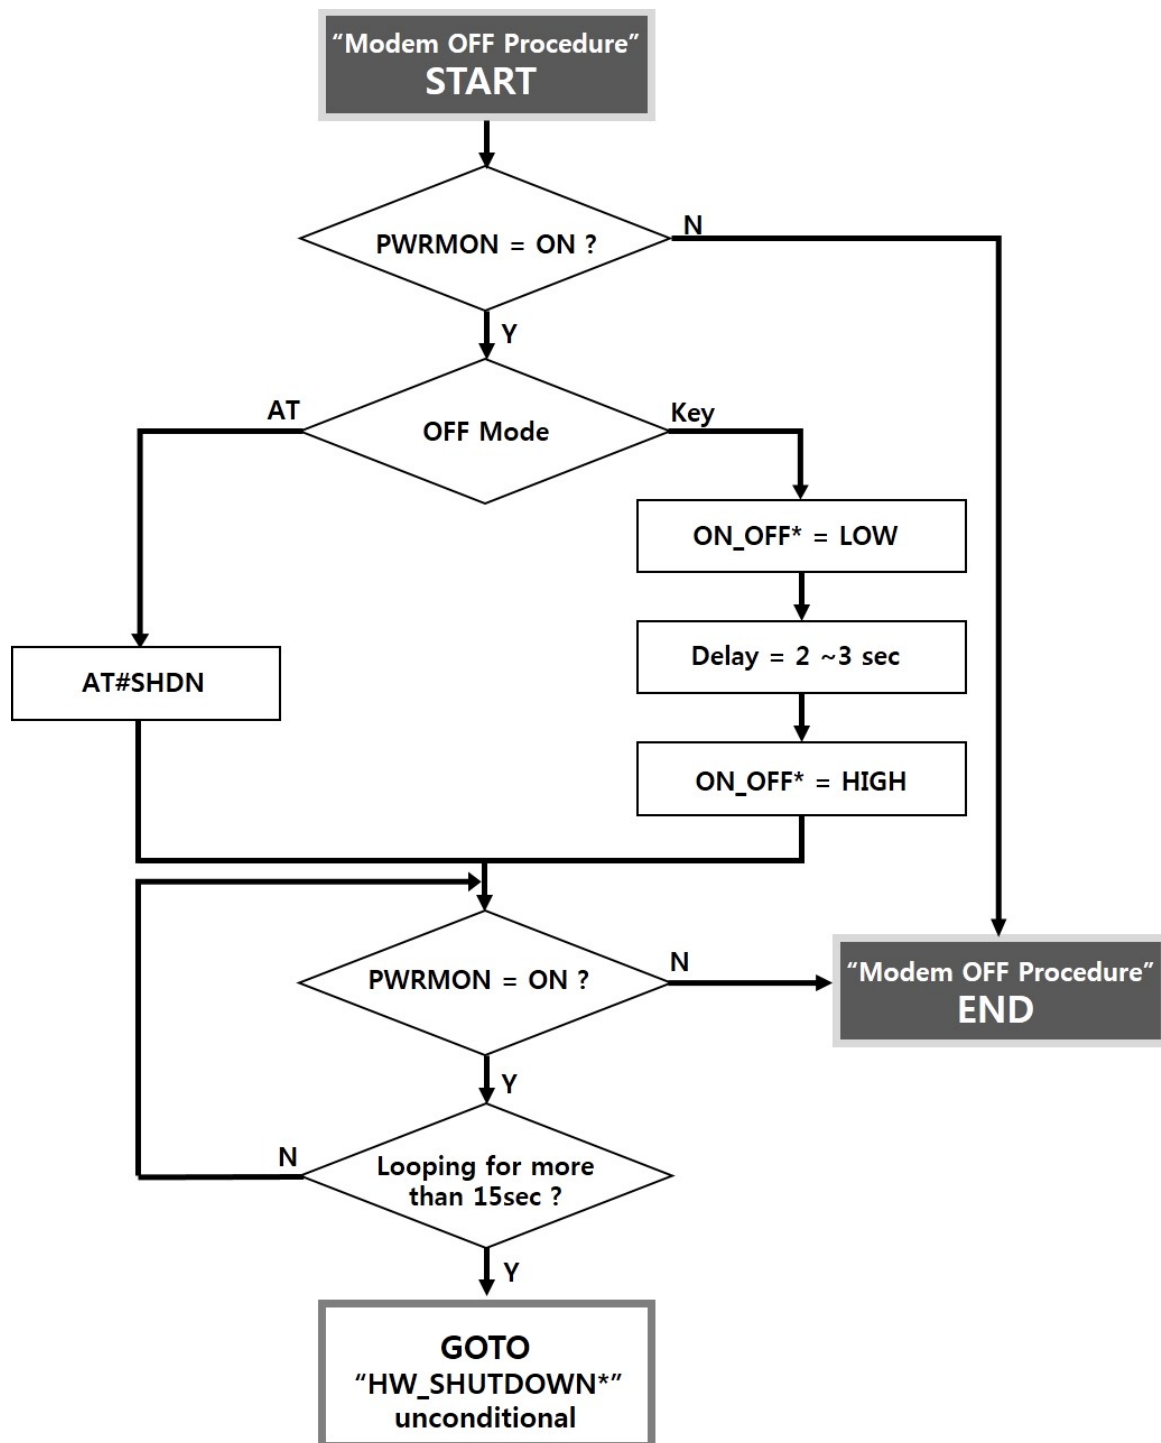 “Modem OFF Procedure”
START
PWRMON = ON ?
N
Y
OFF Mode
AT
Key
ON_OFF* = LOW
Delay = 2 ~3 sec
AT#SHDN
ON_OFF* = HIGH
PWRMON = ON ?
N
“Modem OFF Procedure”
END
Y
N
Looping for more
than 15sec ?
Y
GOTO
“HW_SHUTDOWN*”
unconditional